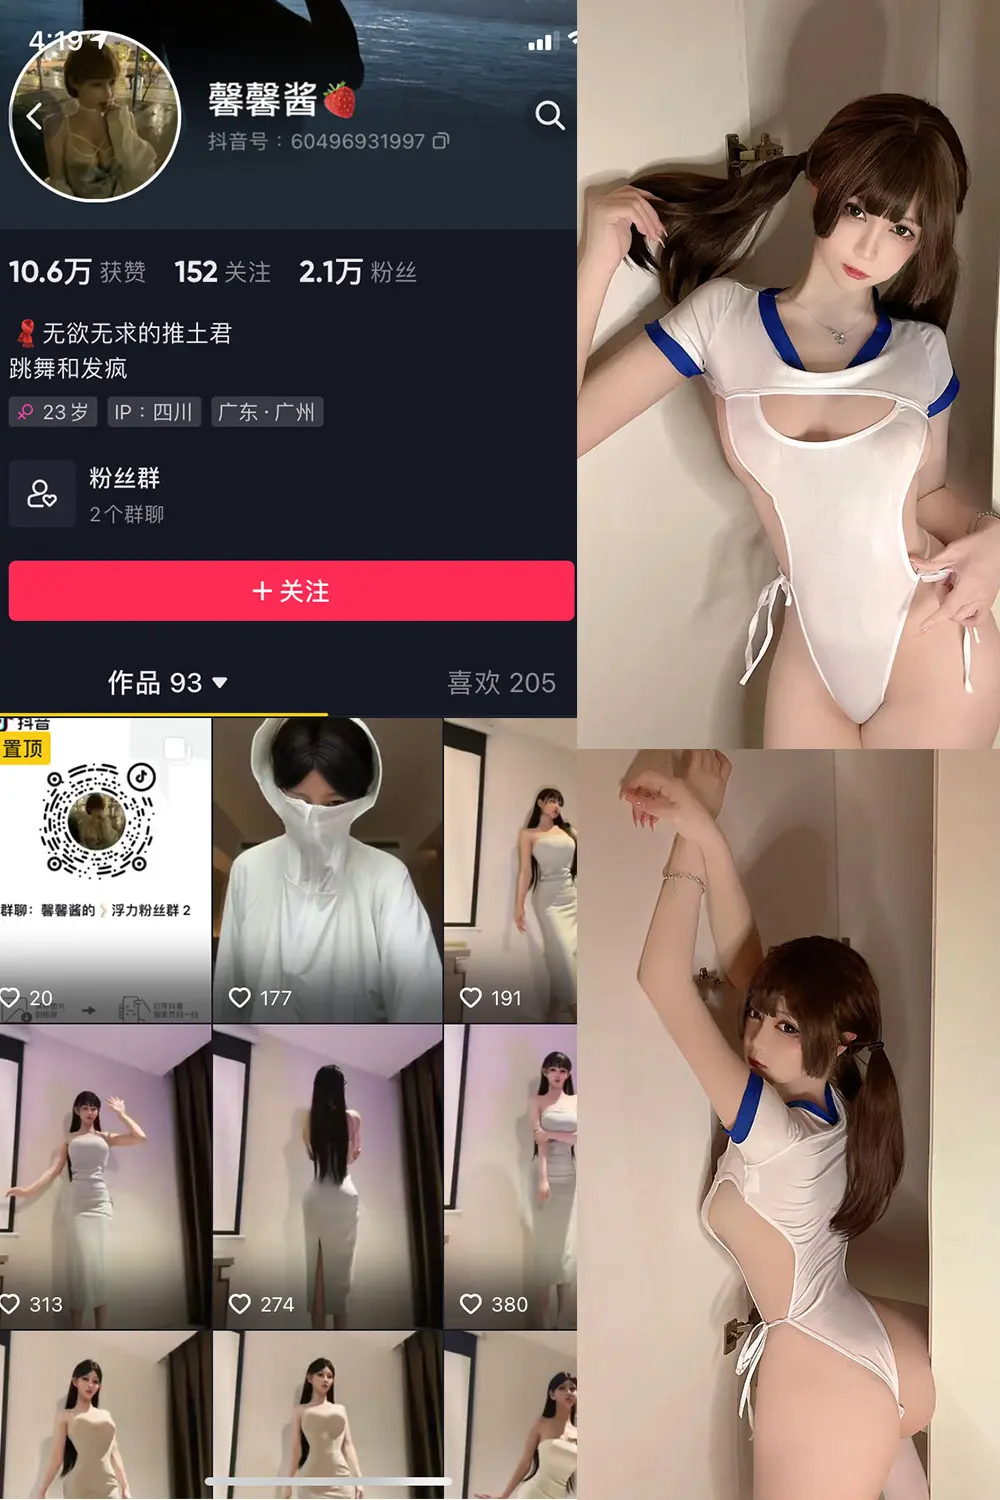 4:19
馨馨酱🍓
抖音号：60496931997
10.6万 获赞 152 关注 2.1万 粉丝
无欲无求的推土君
跳舞和发疯
23岁 IP：四川 广东·广州
粉丝群
2个群聊
+ 关注
作品 93 喜欢 205
抖音
置顶
群聊：馨馨酱的 浮力粉丝群 2
20 177 191
313 274 380